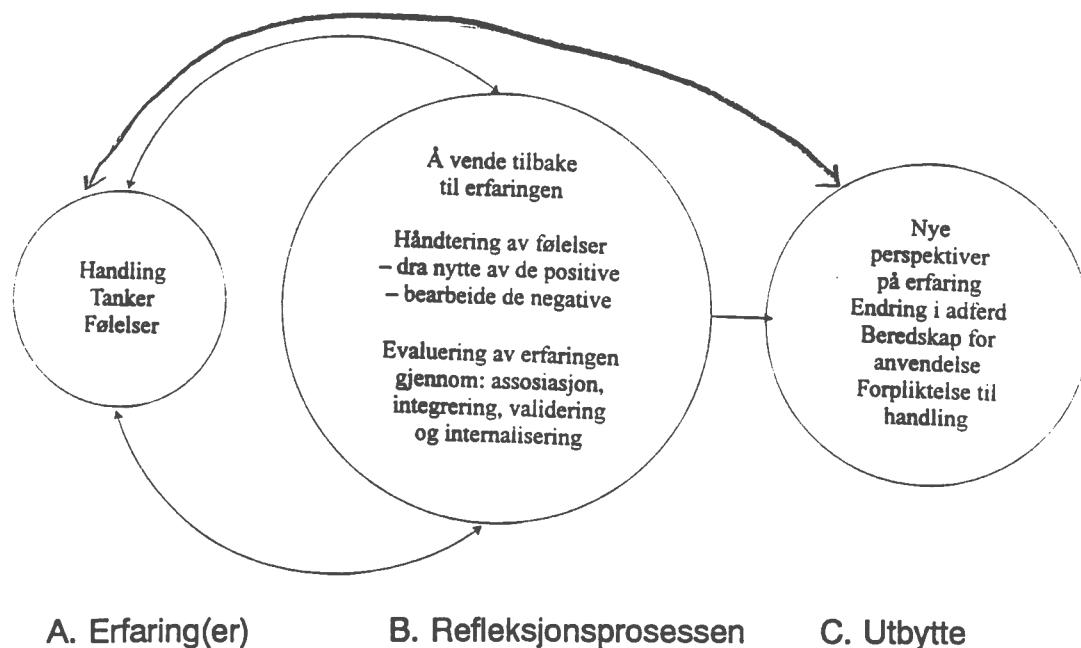 Handling
Tanker
Følelser
Å vende tilbake
til erfaringen
Håndtering av følelser
– dra nytte av de positive
– bearbeide de negative
Evaluering av erfaringen
gjennom: assosiasjon,
integrering, validering
og internalisering
Nye
perspektiver
på erfaring
Endring i adferd
Beredskap for
anvendelse
Forpliktelse til
handling
A. Erfaring(er)
B. Refleksjonsprosessen
C. Utbytte